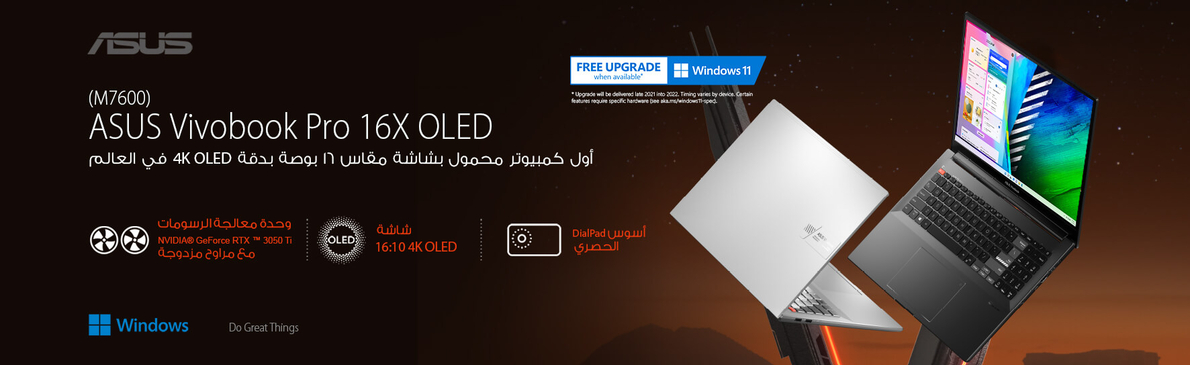 ASUS
FREE UPGRADE
when available*
Windows 11
* Upgrade will be delivered late 2021 into 2022. Timing varies by device. Certain
features require specific hardware (see aka.ms/windows11-spec).
(M7600)
ASUS Vivobook Pro 16X OLED
أول كمبيوتر محمول بشاشة مقاس ١٦ بوصة بدقة 4K OLED في العالم
وحدة معالجة الرسومات
NVIDIA® GeForce RTX ™ 3050 Ti
مع مراوح مزدوجة
OLED
شاشة
16:10 4K OLED
أسوس DialPad
الحصري
Windows
Do Great Things